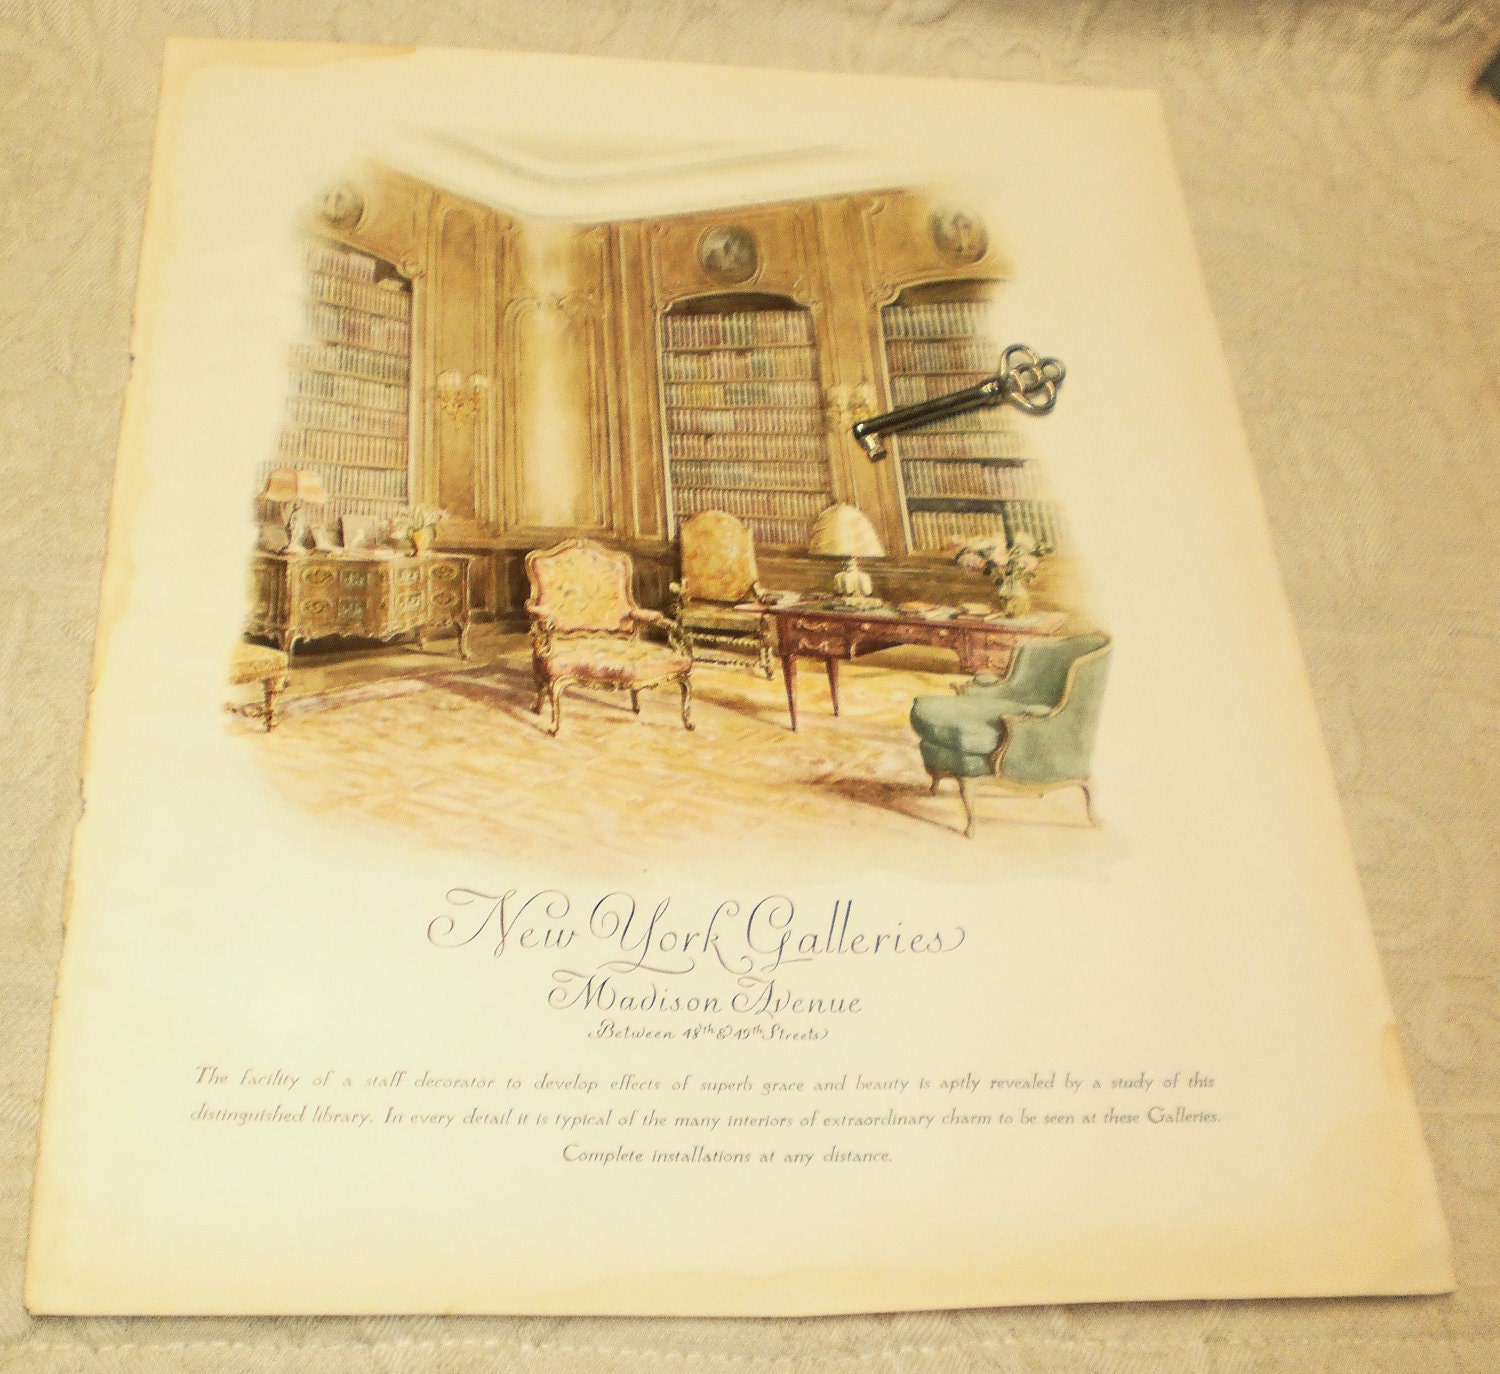 New York Galleries
Madison Avenue
Between 48th & 49th Streets
The facility of a staff decorator to develop effects of superb grace and beauty is aptly revealed by a study of this
distinguished library. In every detail it is typical of the many interiors of extraordinary charm to be seen at these Galleries.
Complete installations at any distance.